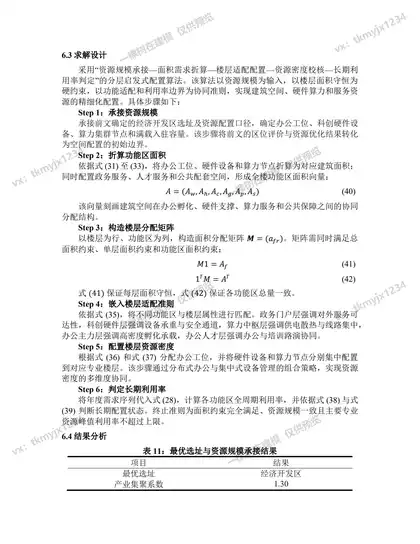 6.3 求解设计
采用“资源规模承接—面积需求折算—楼层适配配置—资源密度校核—长期利
用率判定”的分层启发式配置算法。该算法以资源规模为输入，以楼层面积守恒为
硬约束，以功能适配和利用率边界为协同准则，实现建筑空间、硬件算力和服务资
源的精细化配置。具体步骤如下：
Step 1：承接资源规模
承接前文确定的经济开发区选址及资源配置口径，确定办公工位、科创硬件设
备、算力集群节点和满载入驻容量。该步骤将前文的区位评价与资源优化结果转化
为空间配置的初始边界。
Step 2：折算功能区面积
依据式 (31) 至 (33)，将办公工位、硬件设备和算力节点折算为对应建筑面积；
同时配置政务服务、人才服务和公共配套空间，形成全楼功能区面积向量：
A = (A_w, A_h, A_c, A_g, A_p, A_s) (40)
该向量刻画建筑空间在办公孵化、硬件支撑、算力服务和公共保障之间的协同
分配结构。
Step 3：构造楼层分配矩阵
以楼层为行、功能区为列，构造面积分配矩阵 M = (a_fr)。矩阵需同时满足总
面积约束、单层面积约束和功能区面积约束：
M1 = A_f (41)
1^T M = A^T (42)
式 (41) 保证每层面积守恒，式 (42) 保证各功能区总量一致。
Step 4：嵌入楼层适配准则
依据式 (35)，将不同功能区与楼层属性进行匹配。政务门户层强调对外服务可
达性，科创硬件层强调设备承重与安全通道，算力中枢层强调供电散热与线路集中，
办公主力层强调高密度孵化承载，办公人才层强调办公与培训路演协同。
Step 5：配置楼层资源密度
根据式 (36) 和式 (37) 分配办公工位，并将硬件设备和算力节点分别集中配置
到对应专业楼层。该步骤通过分布式办公与集中式设备管理的组合策略，实现资源
密度的多维度协同。
Step 6：判定长期利用率
将年度需求序列代入式 (28)，计算各功能区全周期利用率，并依据式 (38) 与式
(39) 判断长期配置状态。终止准则为面积约束完全满足、资源规模一致且主要专业
资源峰值利用率不超过上限。
6.4 结果分析
表 11：最优选址与资源规模承接结果
项目 结果
最优选址 经济开发区
产业集聚系数 1.30
vx: tkmyjx1234
一模拱在建模 仅供预览